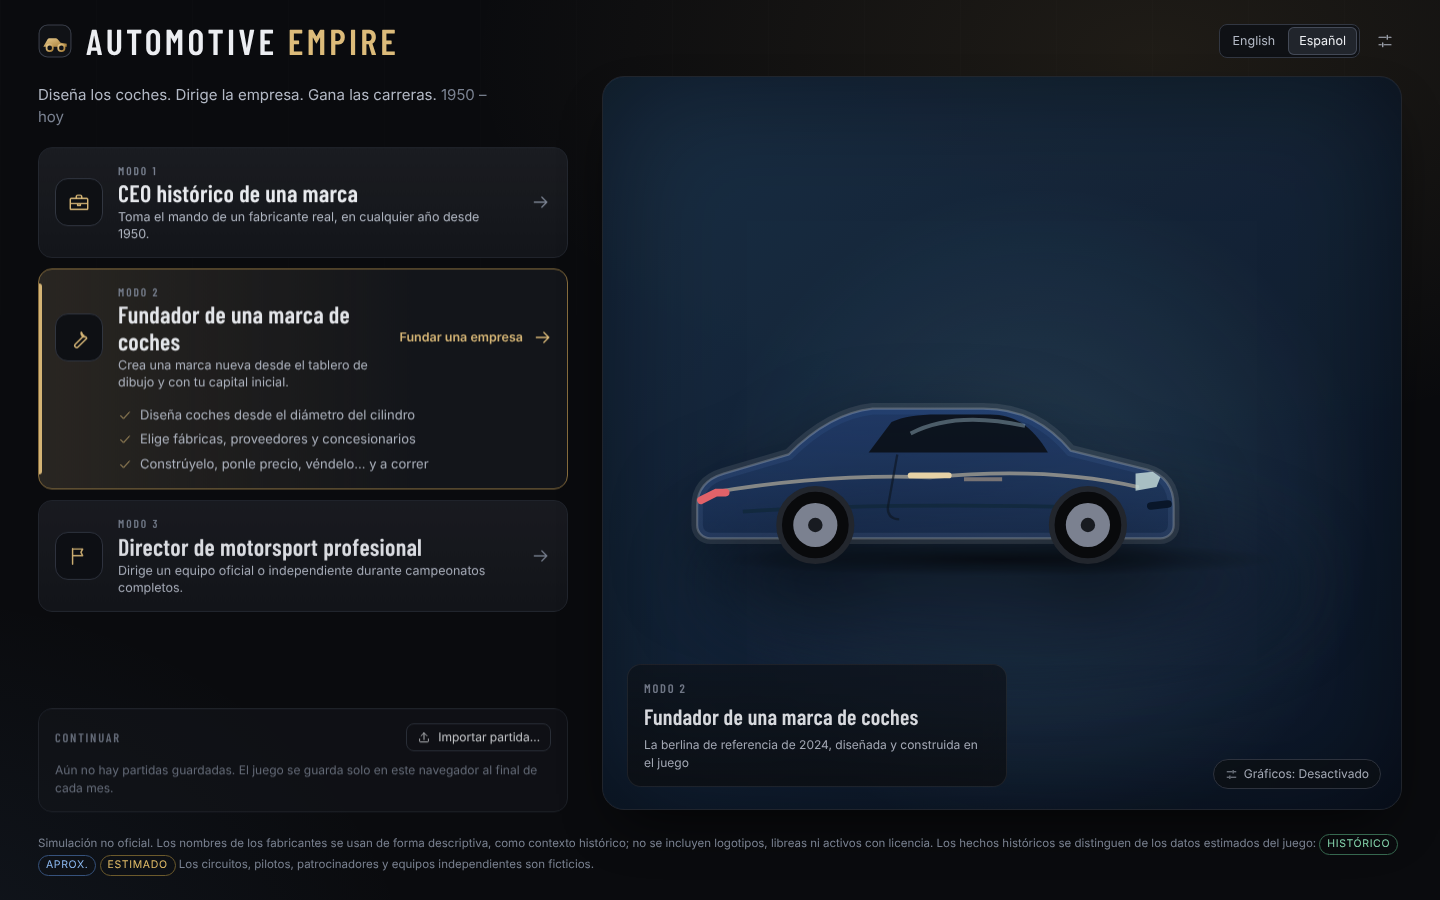 AUTOMOTIVE EMPIRE
English
Español
Diseña los coches. Dirige la empresa. Gana las carreras. 1950 –
hoy
MODO 1
CEO histórico de una marca
Toma el mando de un fabricante real, en cualquier año desde
1950.
MODO 2
Fundador de una marca de
coches
Crea una marca nueva desde el tablero de
dibujo y con tu capital inicial.
Fundar una empresa
Diseña coches desde el diámetro del cilindro
Elige fábricas, proveedores y concesionarios
Constrúyelo, ponle precio, véndelo... y a correr
MODO 3
Director de motorsport profesional
Dirige un equipo oficial o independiente durante campeonatos
completos.
CONTINUAR
Importar partida...
Aún no hay partidas guardadas. El juego se guarda solo en este navegador al final de
cada mes.
MODO 2
Fundador de una marca de coches
La berlina de referencia de 2024, diseñada y construida en
el juego
Gráficos: Desactivado
Simulación no oficial. Los nombres de los fabricantes se usan de forma descriptiva, como contexto histórico; no se incluyen logotipos, libreas ni activos con licencia. Los hechos históricos se distinguen de los datos estimados del juego: HISTÓRICO
APROX. ESTIMADO Los circuitos, pilotos, patrocinadores y equipos independientes son ficticios.